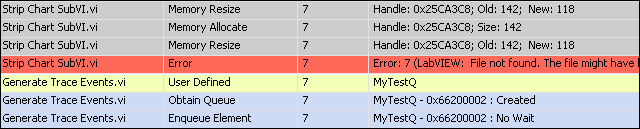 Strip Chart SubVI.vi Memory Resize 7 Handle: 0x25CA3C8; Old: 142; New: 118
Strip Chart SubVI.vi Memory Allocate 7 Handle: 0x25CA3C8; Size: 142
Strip Chart SubVI.vi Memory Resize 7 Handle: 0x25CA3C8; Old: 142; New: 118
Strip Chart SubVI.vi Error 7 Error: 7 (LabVIEW: File not found. The file might have
Generate Trace Events.vi User Defined 7 MyTestQ
Generate Trace Events.vi Obtain Queue 7 MyTestQ - 0x66200002 : Created
Generate Trace Events.vi Enqueue Element 7 MyTestQ - 0x66200002 : No Wait